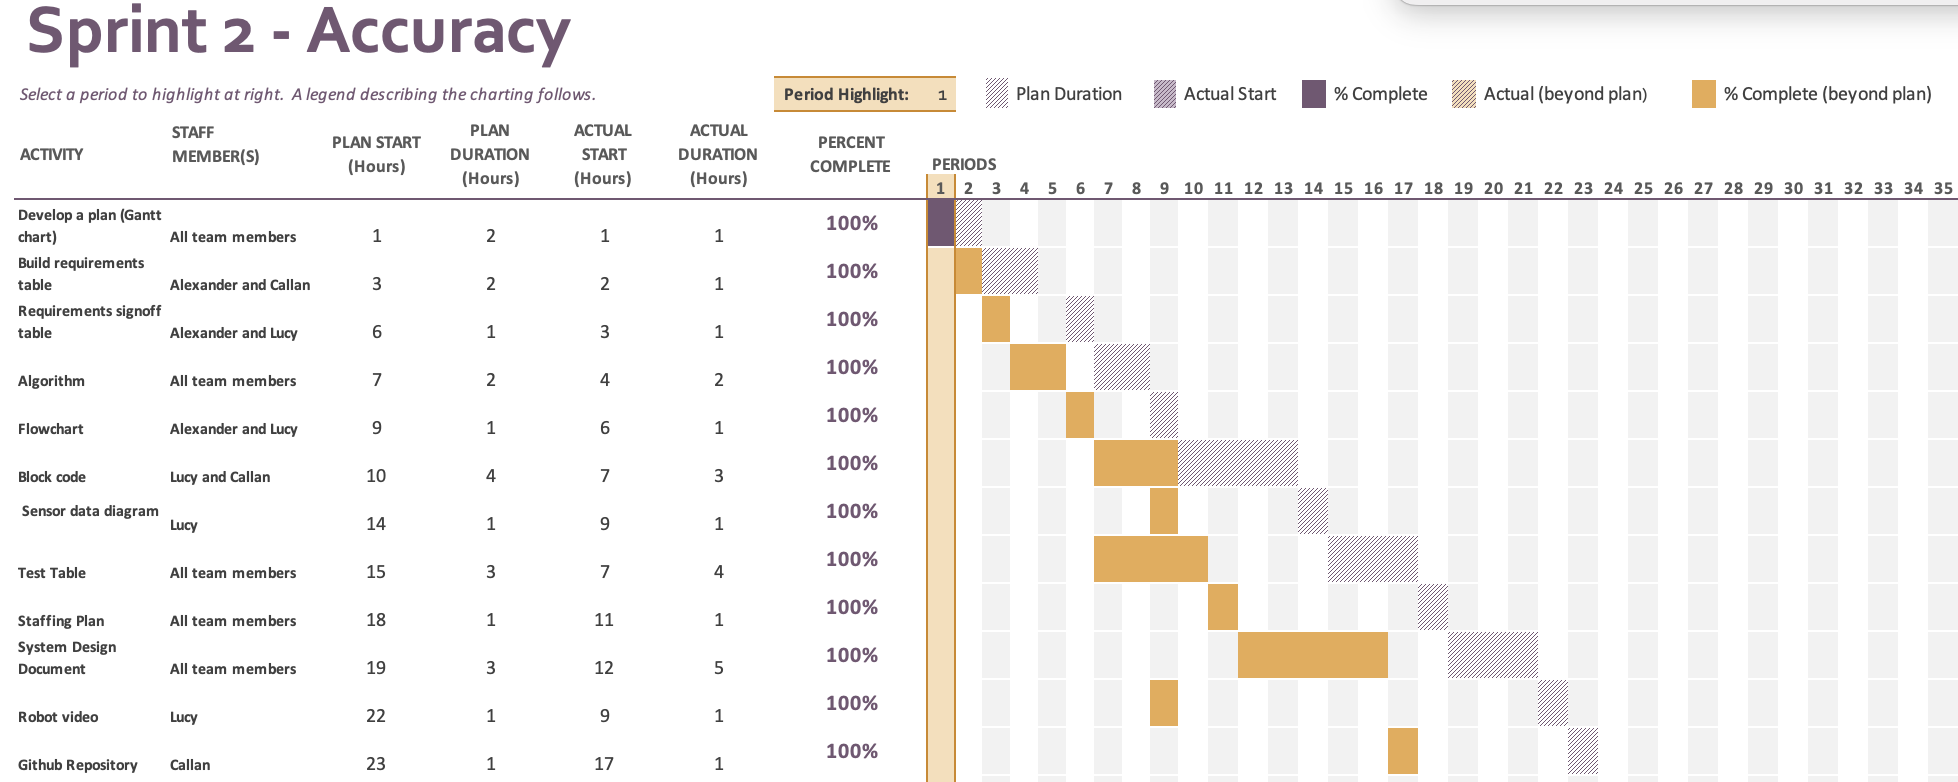 Sprint 2 - Accuracy
Select a period to highlight at right. A legend describing the charting follows.
Period Highlight: 1
Plan Duration
Actual Start
% Complete
Actual (beyond plan)
% Complete (beyond plan)
ACTIVITY
STAFF
MEMBER(S)
PLAN START
(Hours)
PLAN
DURATION
(Hours)
ACTUAL
START
(Hours)
ACTUAL
DURATION
(Hours)
PERCENT
COMPLETE
PERIODS
1 2 3 4 5 6 7 8 9 10 11 12 13 14 15 16 17 18 19 20 21 22 23 24 25 26 27 28 29 30 31 32 33 34 35
Develop a plan (Gantt
chart) All team members 1 2 1 1 100%
Build requirements
table Alexander and Callan 3 2 2 1 100%
Requirements signoff
table Alexander and Lucy 6 1 3 1 100%
Algorithm All team members 7 2 4 2 100%
Flowchart Alexander and Lucy 9 1 6 1 100%
Block code Lucy and Callan 10 4 7 3 100%
Sensor data diagram Lucy 14 1 9 1 100%
Test Table All team members 15 3 7 4 100%
Staffing Plan All team members 18 1 11 1 100%
System Design
Document All team members 19 3 12 5 100%
Robot video Lucy 22 1 9 1 100%
Github Repository Callan 23 1 17 1 100%